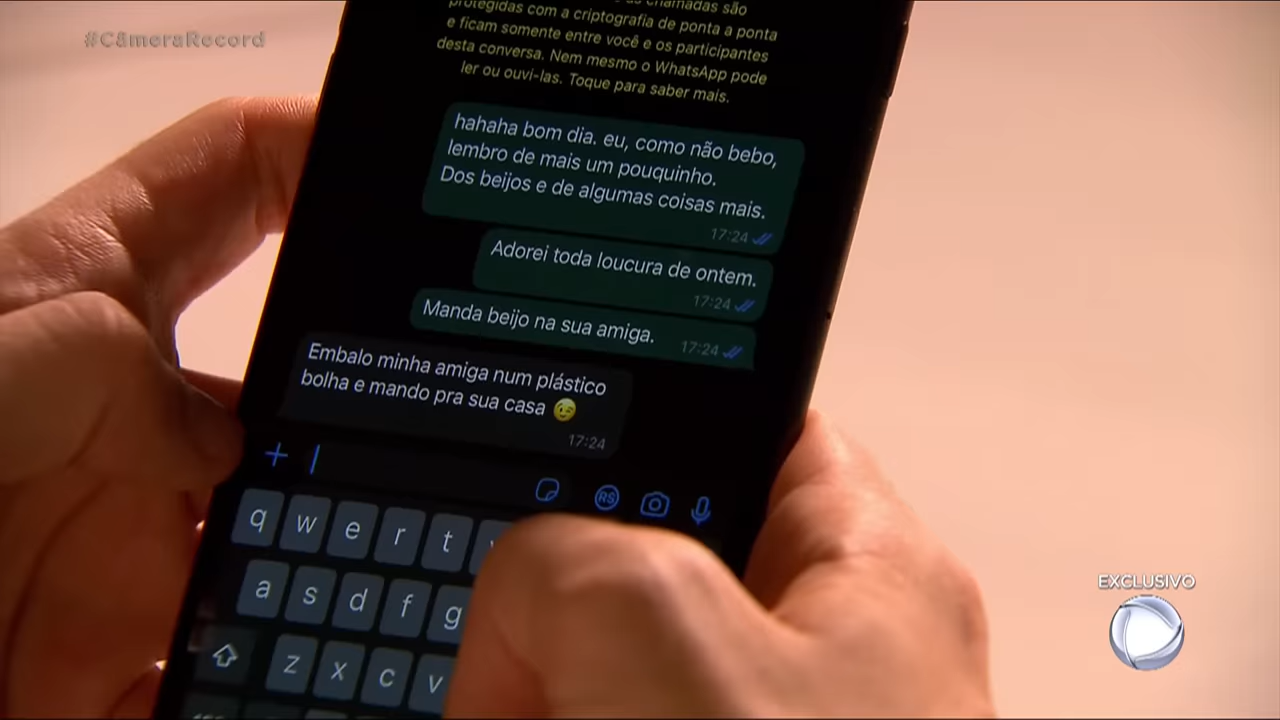 #CâmeraRecord
chamadas são
protegidas com a criptografia de ponta a ponta
e ficam somente entre você e os participantes
desta conversa. Nem mesmo o WhatsApp pode
ler ou ouvi-las. Toque para saber mais.
hahaha bom dia. eu, como não bebo,
lembro de mais um pouquinho.
Dos beijos e de algumas coisas mais.
17:24
Adorei toda loucura de ontem.
17:24
Manda beijo na sua amiga.
17:24
Embalo minha amiga num plástico
bolha e mando pra sua casa 😉
17:24
RS
q w e r t
a s d f g
z x c v
EXCLUSIVO